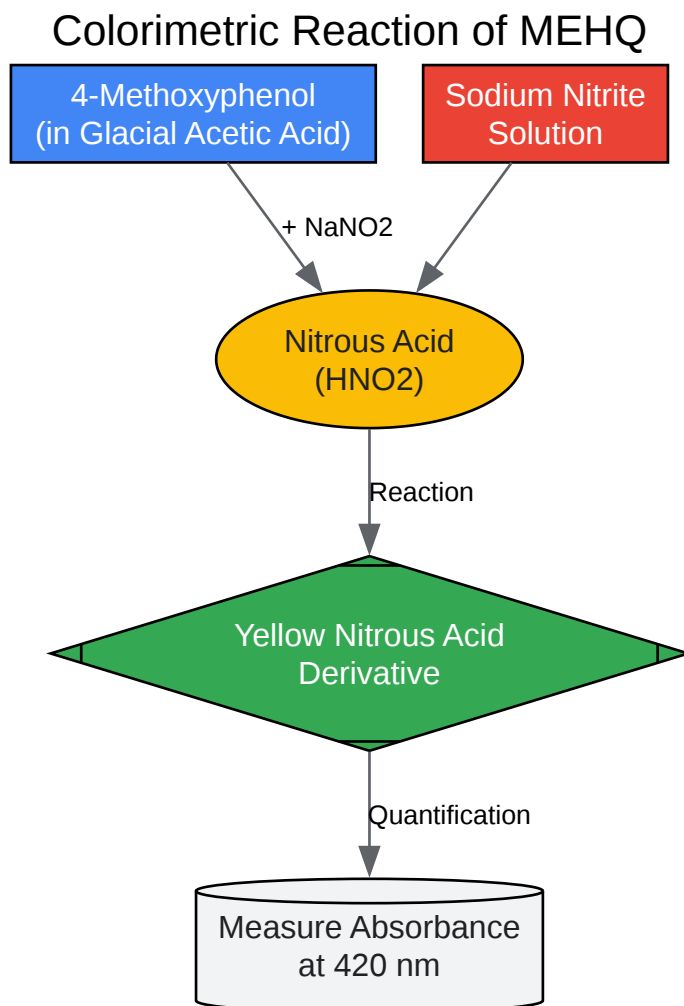 Colorimetric Reaction of MEHQ
4-Methoxyphenol
(in Glacial Acetic Acid)
Sodium Nitrite
Solution
+ NaNO2
Nitrous Acid
(HNO2)
Reaction
Yellow Nitrous Acid
Derivative
Quantification
Measure Absorbance
at 420 nm